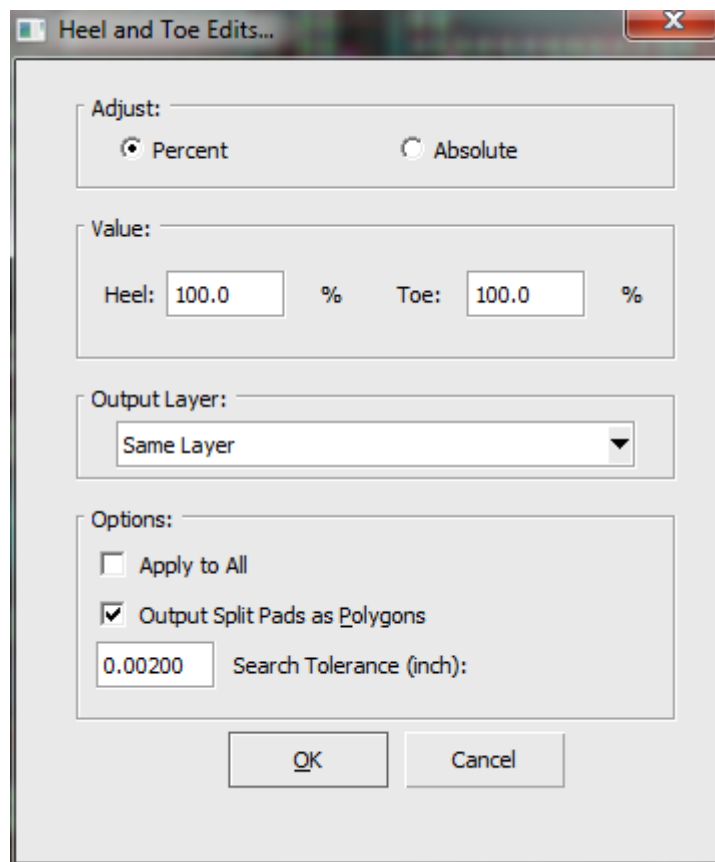 Heel and Toe Edits...
Adjust:
Percent Absolute
Value:
Heel: 100.0 % Toe: 100.0 %
Output Layer:
Same Layer
Options:
Apply to All
Output Split Pads as Polygons
0.00200 Search Tolerance (inch):
OK Cancel